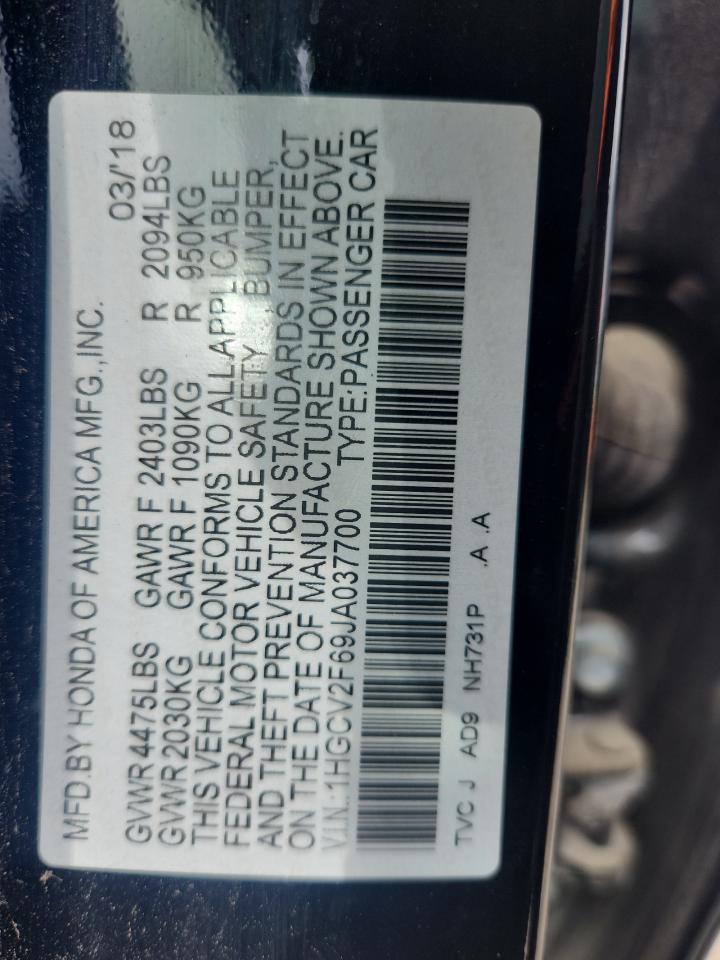 MFD.BY HONDA OF AMERICA MFG.,INC. 03/'18
GVWR 4475LBS GAWR F 2403LBS R 2094LBS
GVWR 2030KG GAWR F 1090KG R 950KG
THIS VEHICLE CONFORMS TO ALL APPLICABLE
FEDERAL MOTOR VEHICLE SAFETY , BUMPER,
AND THEFT PREVENTION STANDARDS IN EFFECT
ON THE DATE OF MANUFACTURE SHOWN ABOVE.
V.I.N.:1HGCV2F69JA037700 TYPE:PASSENGER CAR
TVC J AD9 NH731P .A .A